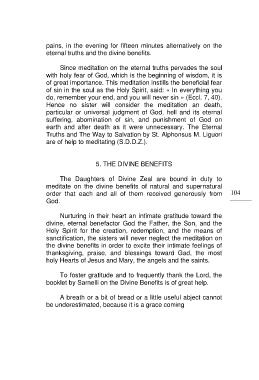 pains, in the evening for fifteen minutes alternatively on the
eternal truths and the divine benefits.
Since meditation on the eternal truths pervades the soul
with holy fear of God, which is the beginning of wisdom, it is
of great importance. This meditation instills the beneficial fear
of sin in the soul as the Holy Spirit, said: « In everything you
do, remember your end, and you will never sin » (Eccl. 7, 40).
Hence no sister will consider the meditation an death,
particular or universal judgment of God, hell and its eternal
suffering, abomination of sin, and punishment of God on
earth and after death as it were unnecessary. The Eternal
Truths and The Way to Salvation by St. Alphonsus M. Liguori
are of help to meditating (S.D.D.Z.).
5. THE DIVINE BENEFITS
The Daughters of Divine Zeal are bound in duty to
meditate on the divine benefits of natural and supernatural
order that each and all of them received generously from
God.
104
Nurturing in their heart an intimate gratitude toward the
divine, eternal benefactor God the Father, the Son, and the
Holy Spirit for the creation, redemption, and the means of
sanctification, the sisters will never neglect the meditation on
the divine benefits in order to excite their intimate feelings of
thanksgiving, praise, and blessings toward Gad, the most
holy Hearts of Jesus and Mary, the angels and the saints.
To foster gratitude and to frequently thank the Lord, the
booklet by Sarnelli on the Divine Benefits is of great help.
A breath or a bit of bread or a little useful abject cannot
be underestimated, because it is a grace coming